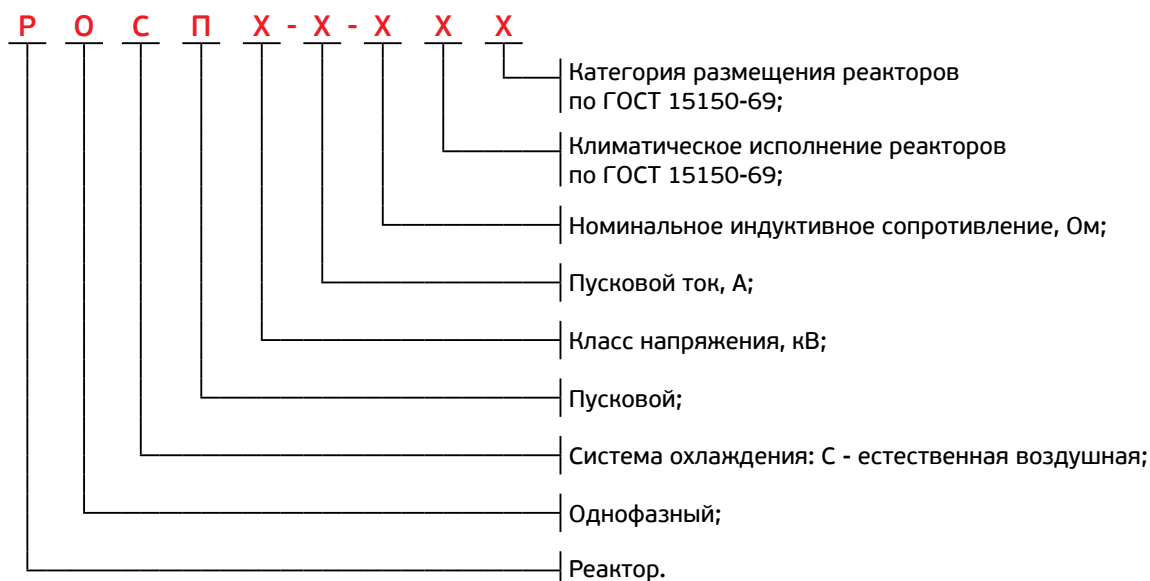 Р О С П Х - Х - Х Х Х
Категория размещения реакторов
по ГОСТ 15150-69;
Климатическое исполнение реакторов
по ГОСТ 15150-69;
Номинальное индуктивное сопротивление, Ом;
Пусковой ток, А;
Класс напряжения, кВ;
Пусковой;
Система охлаждения: С - естественная воздушная;
Однофазный;
Реактор.